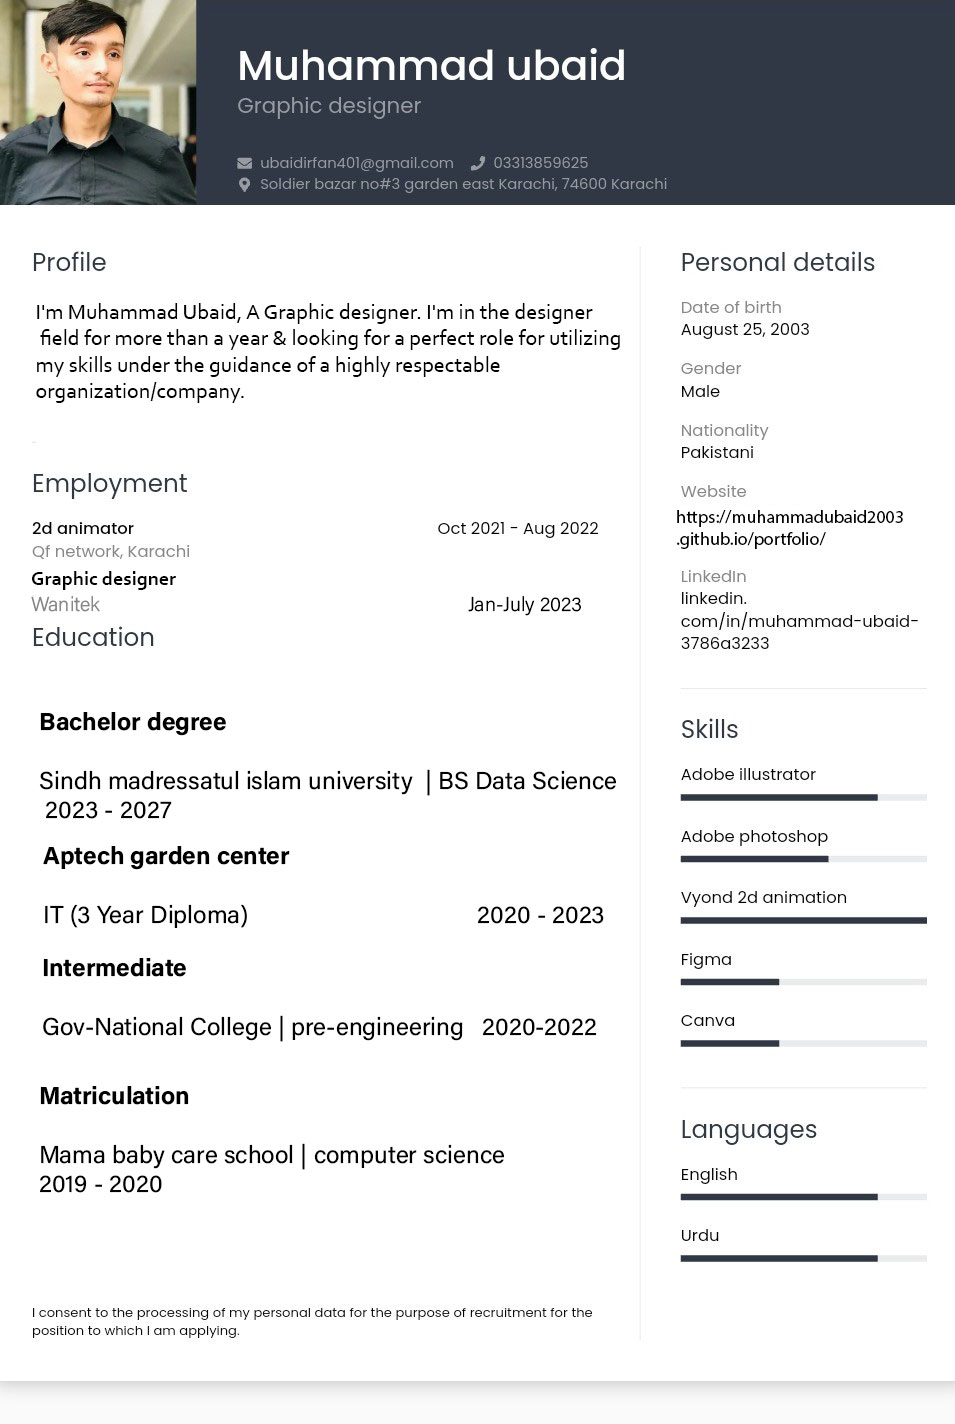 Muhammad ubaid
Graphic designer
ubaidirfan401@gmail.com 03313859625
Soldier bazar no#3 garden east Karachi, 74600 Karachi
Profile
I'm Muhammad Ubaid, A Graphic designer. I'm in the designer
field for more than a year & looking for a perfect role for utilizing
my skills under the guidance of a highly respectable
organization/company.
Employment
2d animator Oct 2021 - Aug 2022
Qf network, Karachi
Graphic designer
Wanitek Jan-July 2023
Education
Bachelor degree
Sindh madressatul islam university | BS Data Science
2023 - 2027
Aptech garden center
IT (3 Year Diploma) 2020 - 2023
Intermediate
Gov-National College | pre-engineering 2020-2022
Matriculation
Mama baby care school | computer science
2019 - 2020
I consent to the processing of my personal data for the purpose of recruitment for the
position to which I am applying.
Personal details
Date of birth
August 25, 2003
Gender
Male
Nationality
Pakistani
Website
https://muhammadubaid2003
.github.io/portfolio/
LinkedIn
linkedin.
com/in/muhammad-ubaid-
3786a3233
Skills
Adobe illustrator
Adobe photoshop
Vyond 2d animation
Figma
Canva
Languages
English
Urdu